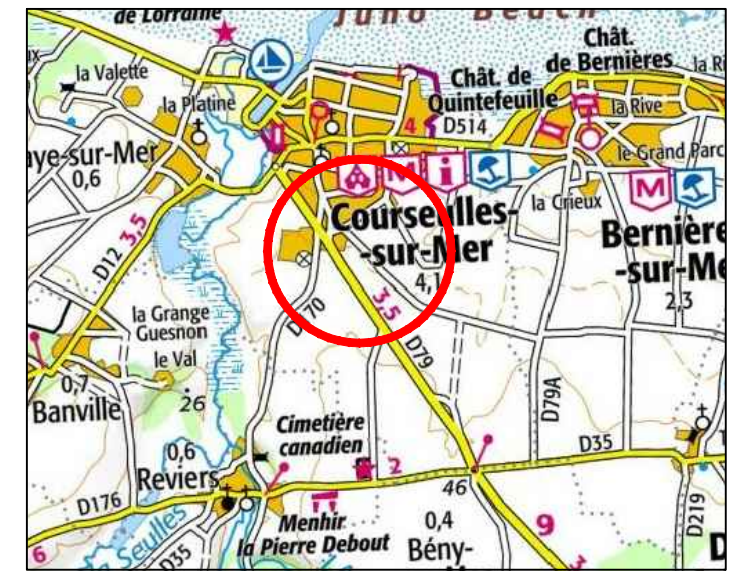 de Lorraine
Juno Beach
la Valette
la Platine
Chât. de
Quintefeuille
Chât.
de Bernières
la Rive
4
D514
aye-sur-Mer
0,6
le Grand Parc
M
i
M
la Crieux
Courseulles-
-sur-Mer
4,1
Bernière
-sur-Me
2,3
3,5
D12
D170
3,5
D79
la Grange
Guesnon
le Val
0,7
Banville
26
D79A
Cimetière
canadien
0,6
Reviers
2
D35
46
D176
Menhir
la Pierre Debout
0,4
Bény-
9
D219
6
la Seulles
D35
3
D